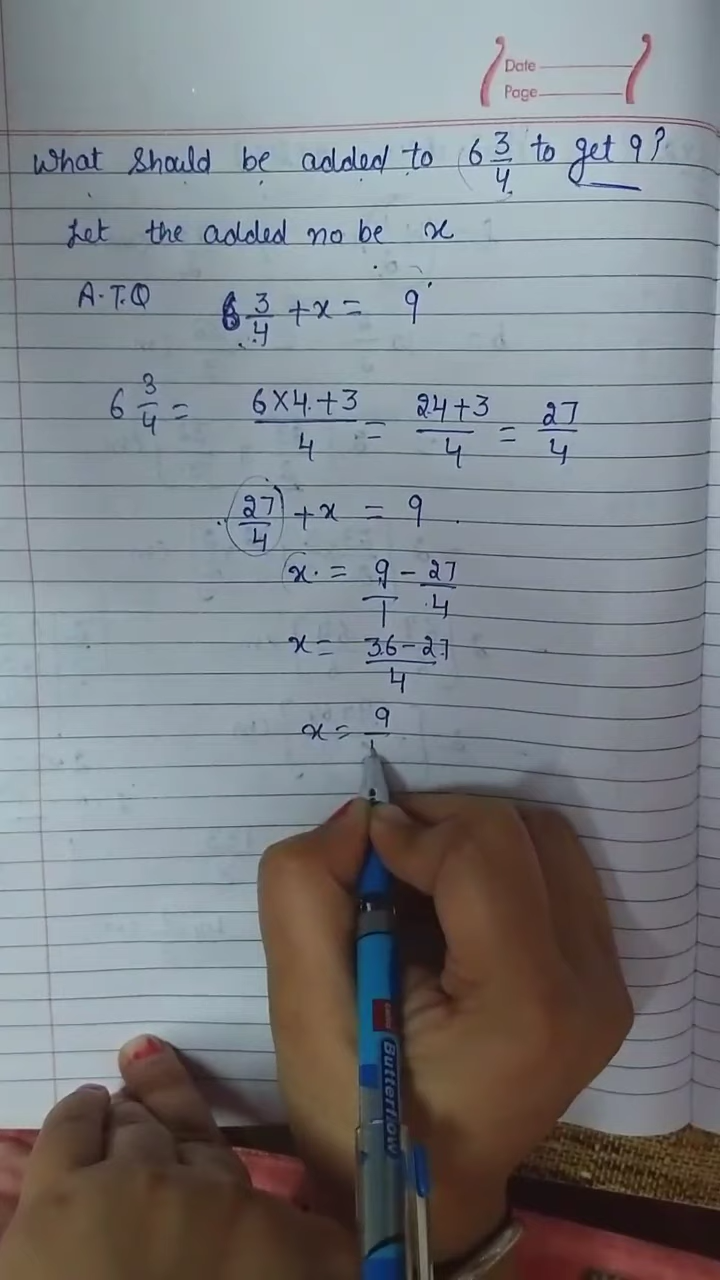 Date
Page
What should be added to 6 3/4 to get 9?
Let the added no be x
A.T.Q 6 3/4 + x = 9
6 3/4 = 6×4+3/4 = 24+3/4 = 27/4
27/4 + x = 9
x = 9/1 - 27/4
x = 36-27/4
x = 9
Butterflow